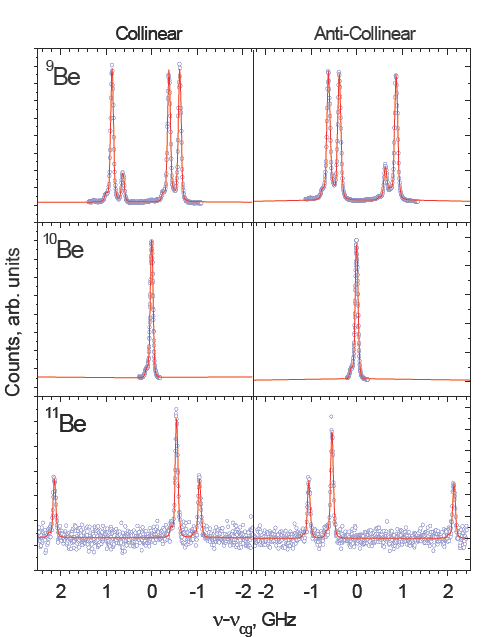 Collinear Anti-Collinear
⁹Be
¹⁰Be
¹¹Be
Counts, arb. units
2 1 0 -1 -2 -2 -1 0 1 2
ν-ν_cg, GHz